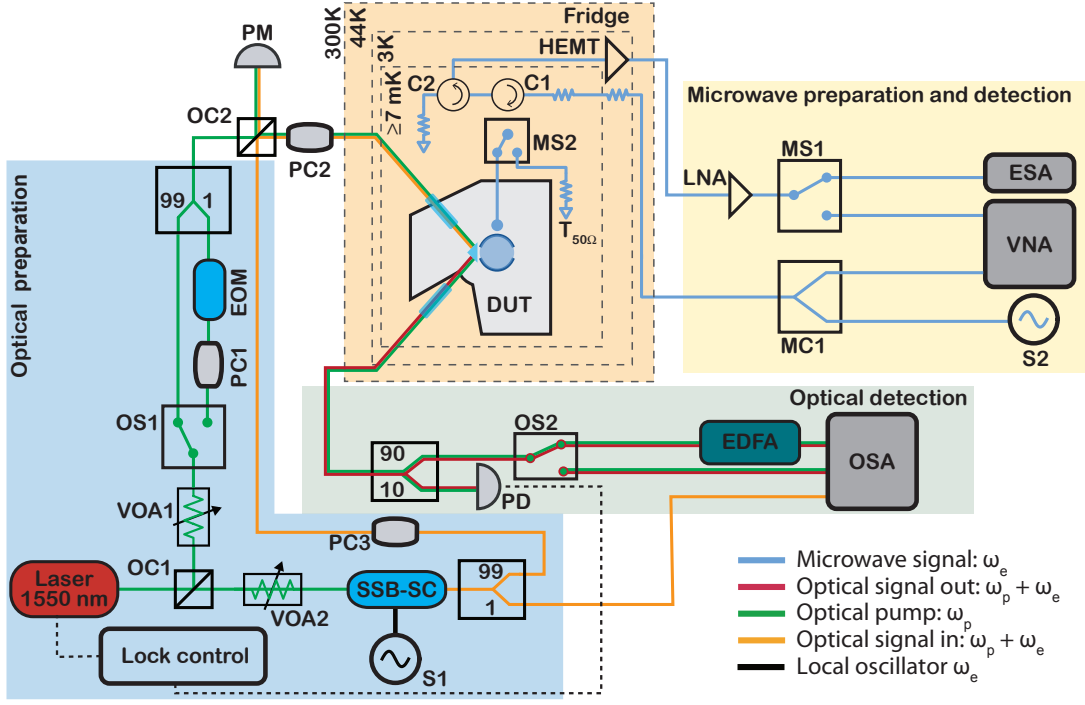 PM
300K
44K
3K
≥7 mK
Fridge
HEMT
C2
C1
OC2
PC2
MS2
T50Ω
DUT
Microwave preparation and detection
MS1
LNA
ESA
VNA
MC1
S2
Optical preparation
99
1
EOM
PC1
OS1
VOA1
OC1
Laser
1550 nm
VOA2
SSB-SC
PC3
99
1
Lock control
S1
Optical detection
OS2
90
10
PD
EDFA
OSA
Microwave signal: ωe
Optical signal out: ωp + ωe
Optical pump: ωp
Optical signal in: ωp + ωe
Local oscillator ωe